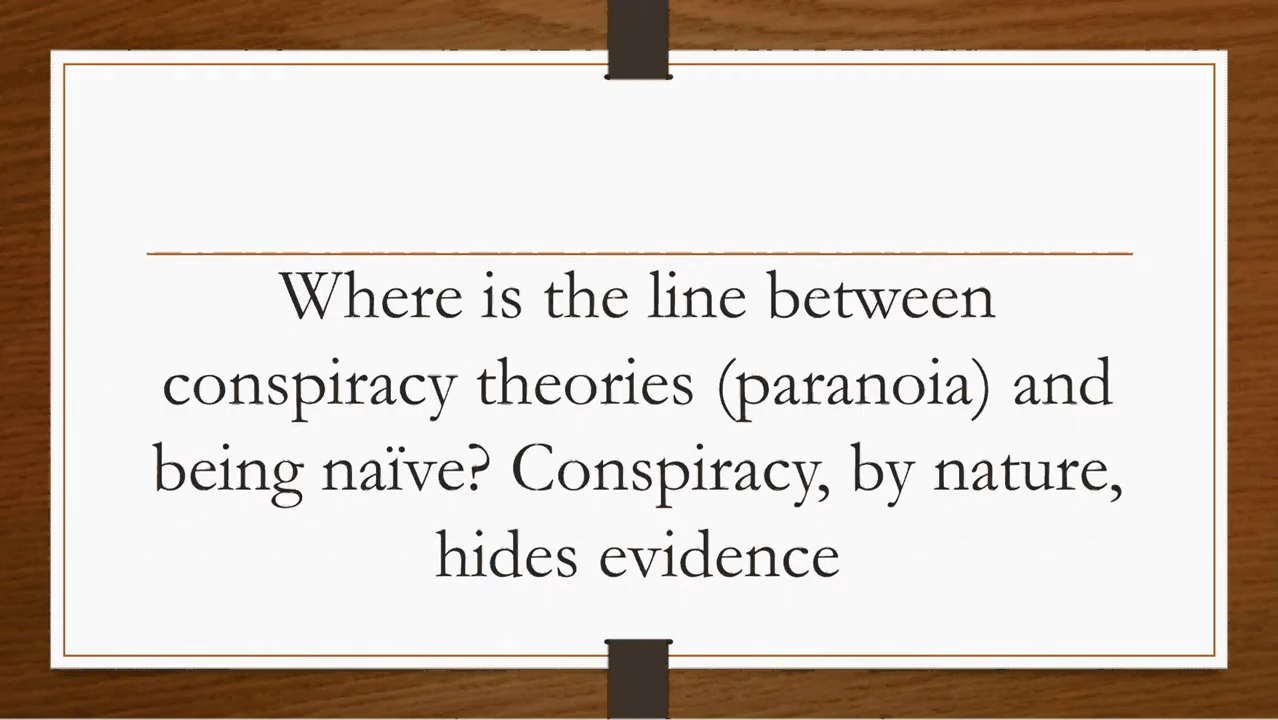 Where is the line between
conspiracy theories (paranoia) and
being naïve? Conspiracy, by nature,
hides evidence